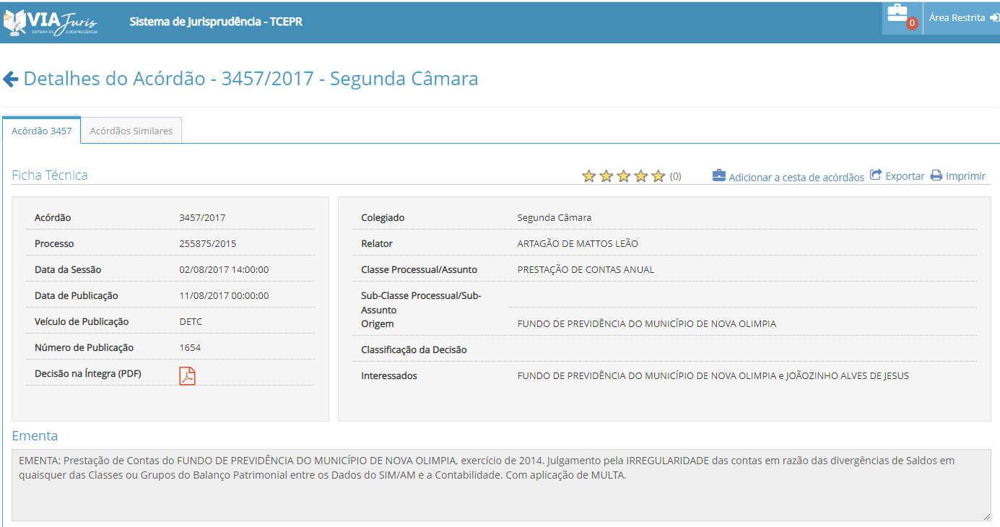 VIA Juris
SISTEMA DE JURISPRUDÊNCIA
Sistema de Jurisprudência - TCEPR
0
Área Restrita
Detalhes do Acórdão - 3457/2017 - Segunda Câmara
Acórdão 3457
Acórdãos Similares
Ficha Técnica
(0)
Adicionar a cesta de acórdãos
Exportar
Imprimir
Acórdão 3457/2017
Processo 255875/2015
Data da Sessão 02/08/2017 14:00:00
Data de Publicação 11/08/2017 00:00:00
Veículo de Publicação DETC
Número de Publicação 1654
Decisão na Íntegra (PDF)
Colegiado Segunda Câmara
Relator ARTAGÃO DE MATTOS LEÃO
Classe Processual/Assunto PRESTAÇÃO DE CONTAS ANUAL
Sub-Classe Processual/Sub-
Assunto
Origem FUNDO DE PREVIDÊNCIA DO MUNICÍPIO DE NOVA OLIMPIA
Classificação da Decisão
Interessados FUNDO DE PREVIDÊNCIA DO MUNICÍPIO DE NOVA OLIMPIA e JOÃOZINHO ALVES DE JESUS
Ementa
EMENTA: Prestação de Contas do FUNDO DE PREVIDÊNCIA DO MUNICÍPIO DE NOVA OLIMPIA, exercício de 2014. Julgamento pela IRREGULARIDADE das contas em razão das divergências de Saldos em
quaisquer das Classes ou Grupos do Balanço Patrimonial entre os Dados do SIM/AM e a Contabilidade. Com aplicação de MULTA.